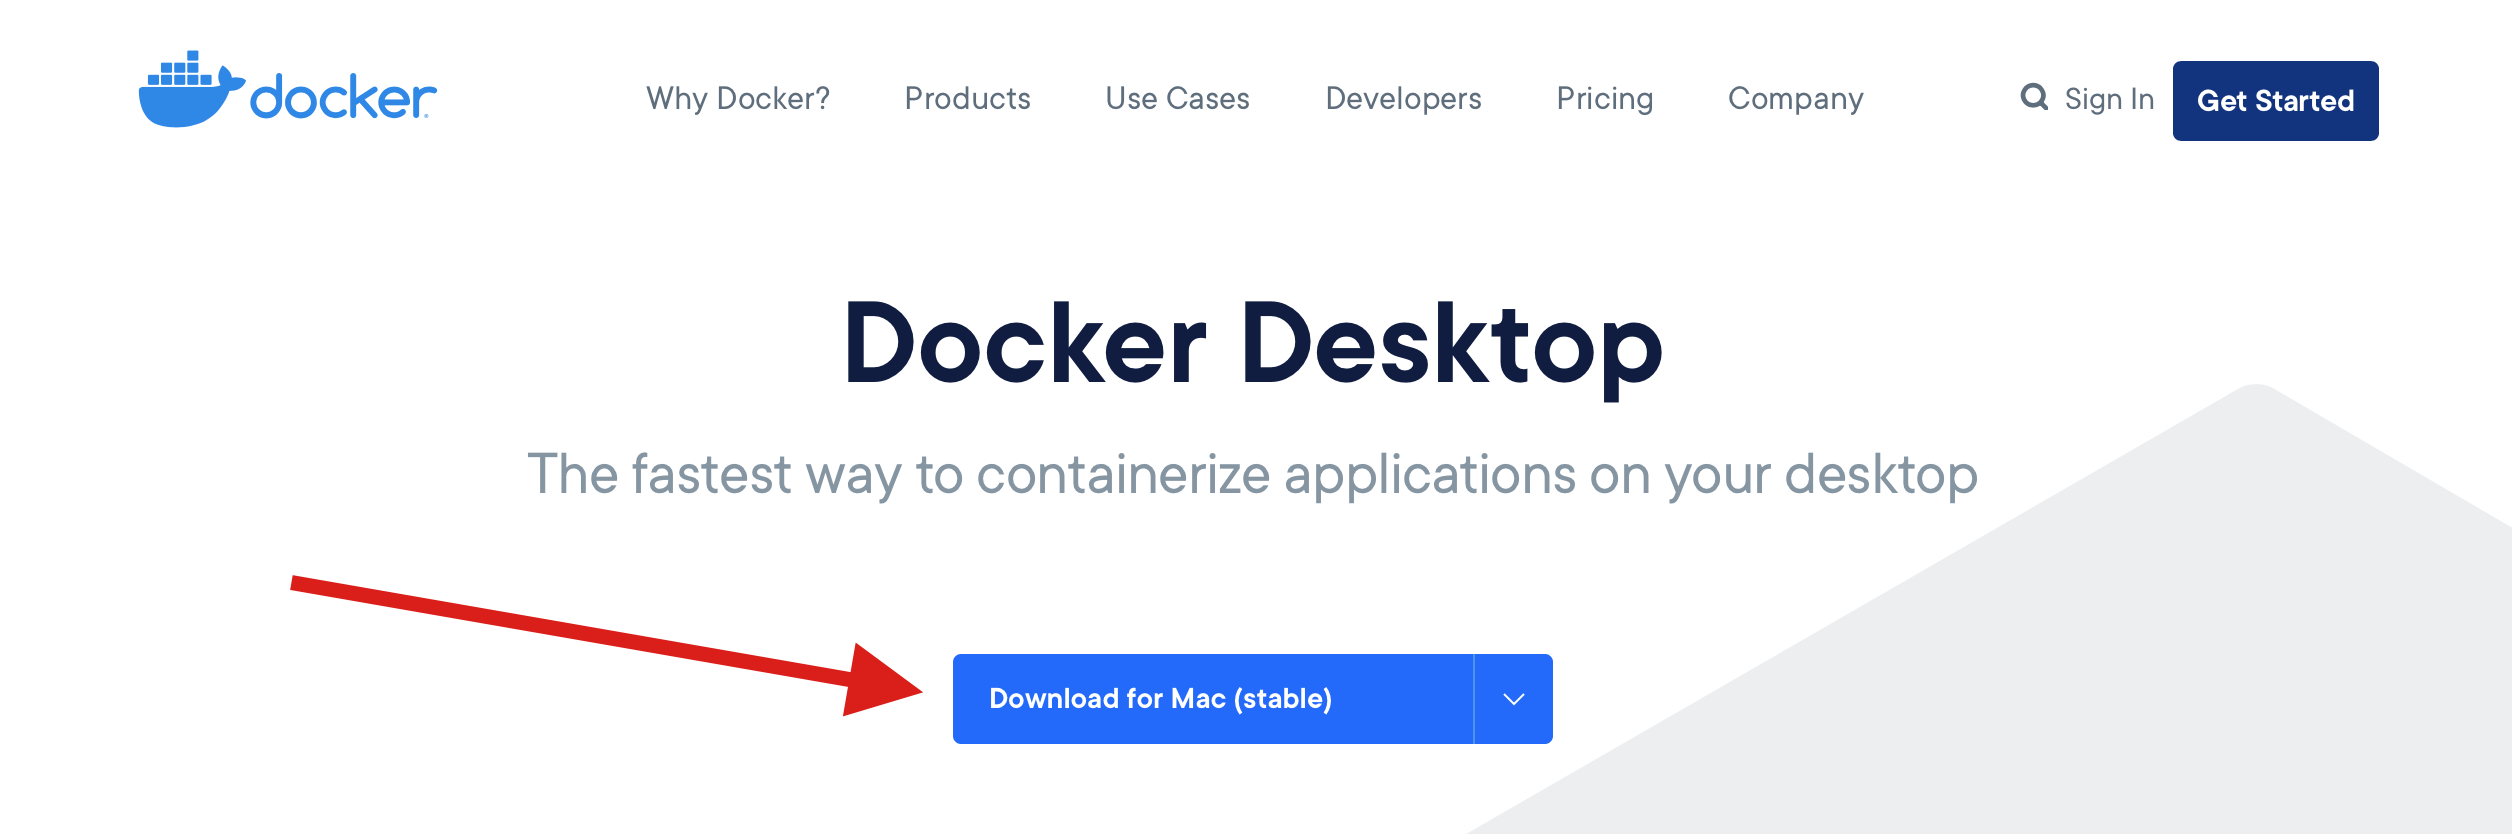 docker
Why Docker? Products Use Cases Developers Pricing Company Sign In Get Started
Docker Desktop
The fastest way to containerize applications on your desktop
Download for Mac (stable)